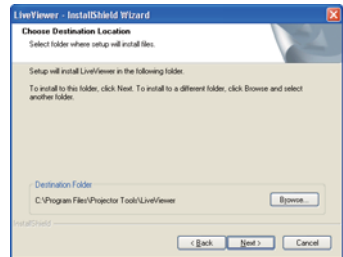 LiveViewer - InstallShield Wizard
Choose Destination Location
Select folder where setup will install files.
Setup will install LiveViewer in the following folder.
To install to this folder, click Next. To install to a different folder, click Browse and select
another folder.
Destination Folder
C:\Program Files\Projector Tools\LiveViewer
Browse...
InstallShield
< Back
Next >
Cancel